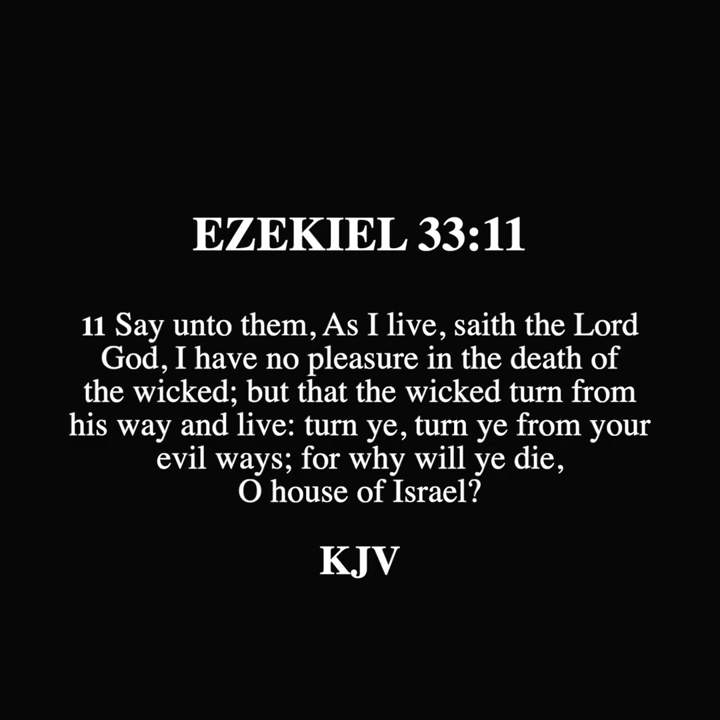 EZEKIEL 33:11
11 Say unto them, As I live, saith the Lord
God, I have no pleasure in the death of
the wicked; but that the wicked turn from
his way and live: turn ye, turn ye from your
evil ways; for why will ye die,
O house of Israel?
KJV